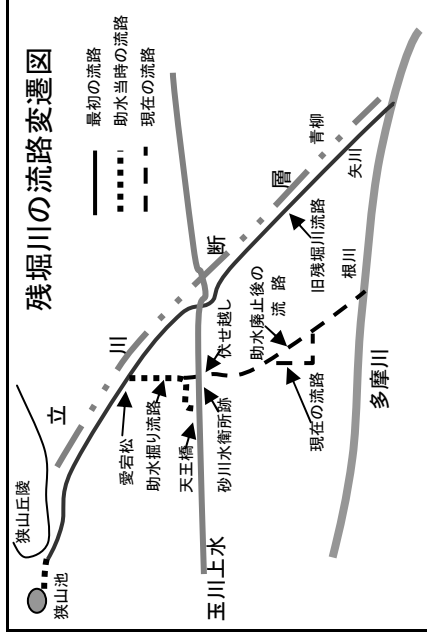 残堀川の流路変遷図
最初の流路
助水当時の流路
現在の流路
狭山丘陵
狭山池
立
川
断
層
青柳
矢川
愛宕松
助水掘り流路
天王橋
砂川水衛所跡
伏せ越し
助水廃止後の
流路
旧残堀川流路
根川
現在の流路
玉川上水
多摩川